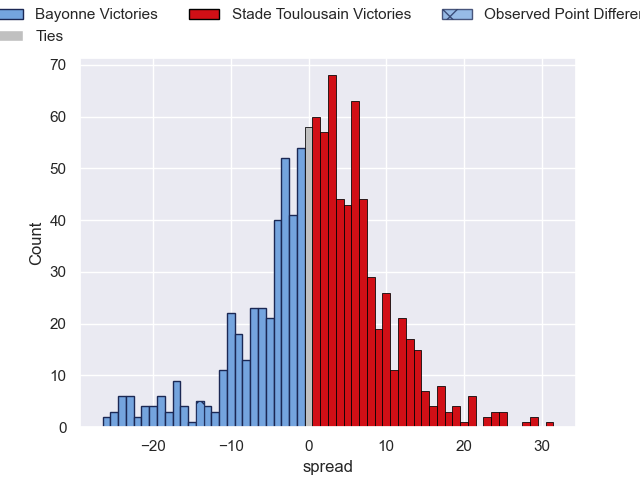 Bayonne Victories
Stade Toulousain Victories
Observed Point
Ties
70
60
50
40
30
20
10
0
Count
−20
−10
0
10
20
30
spread